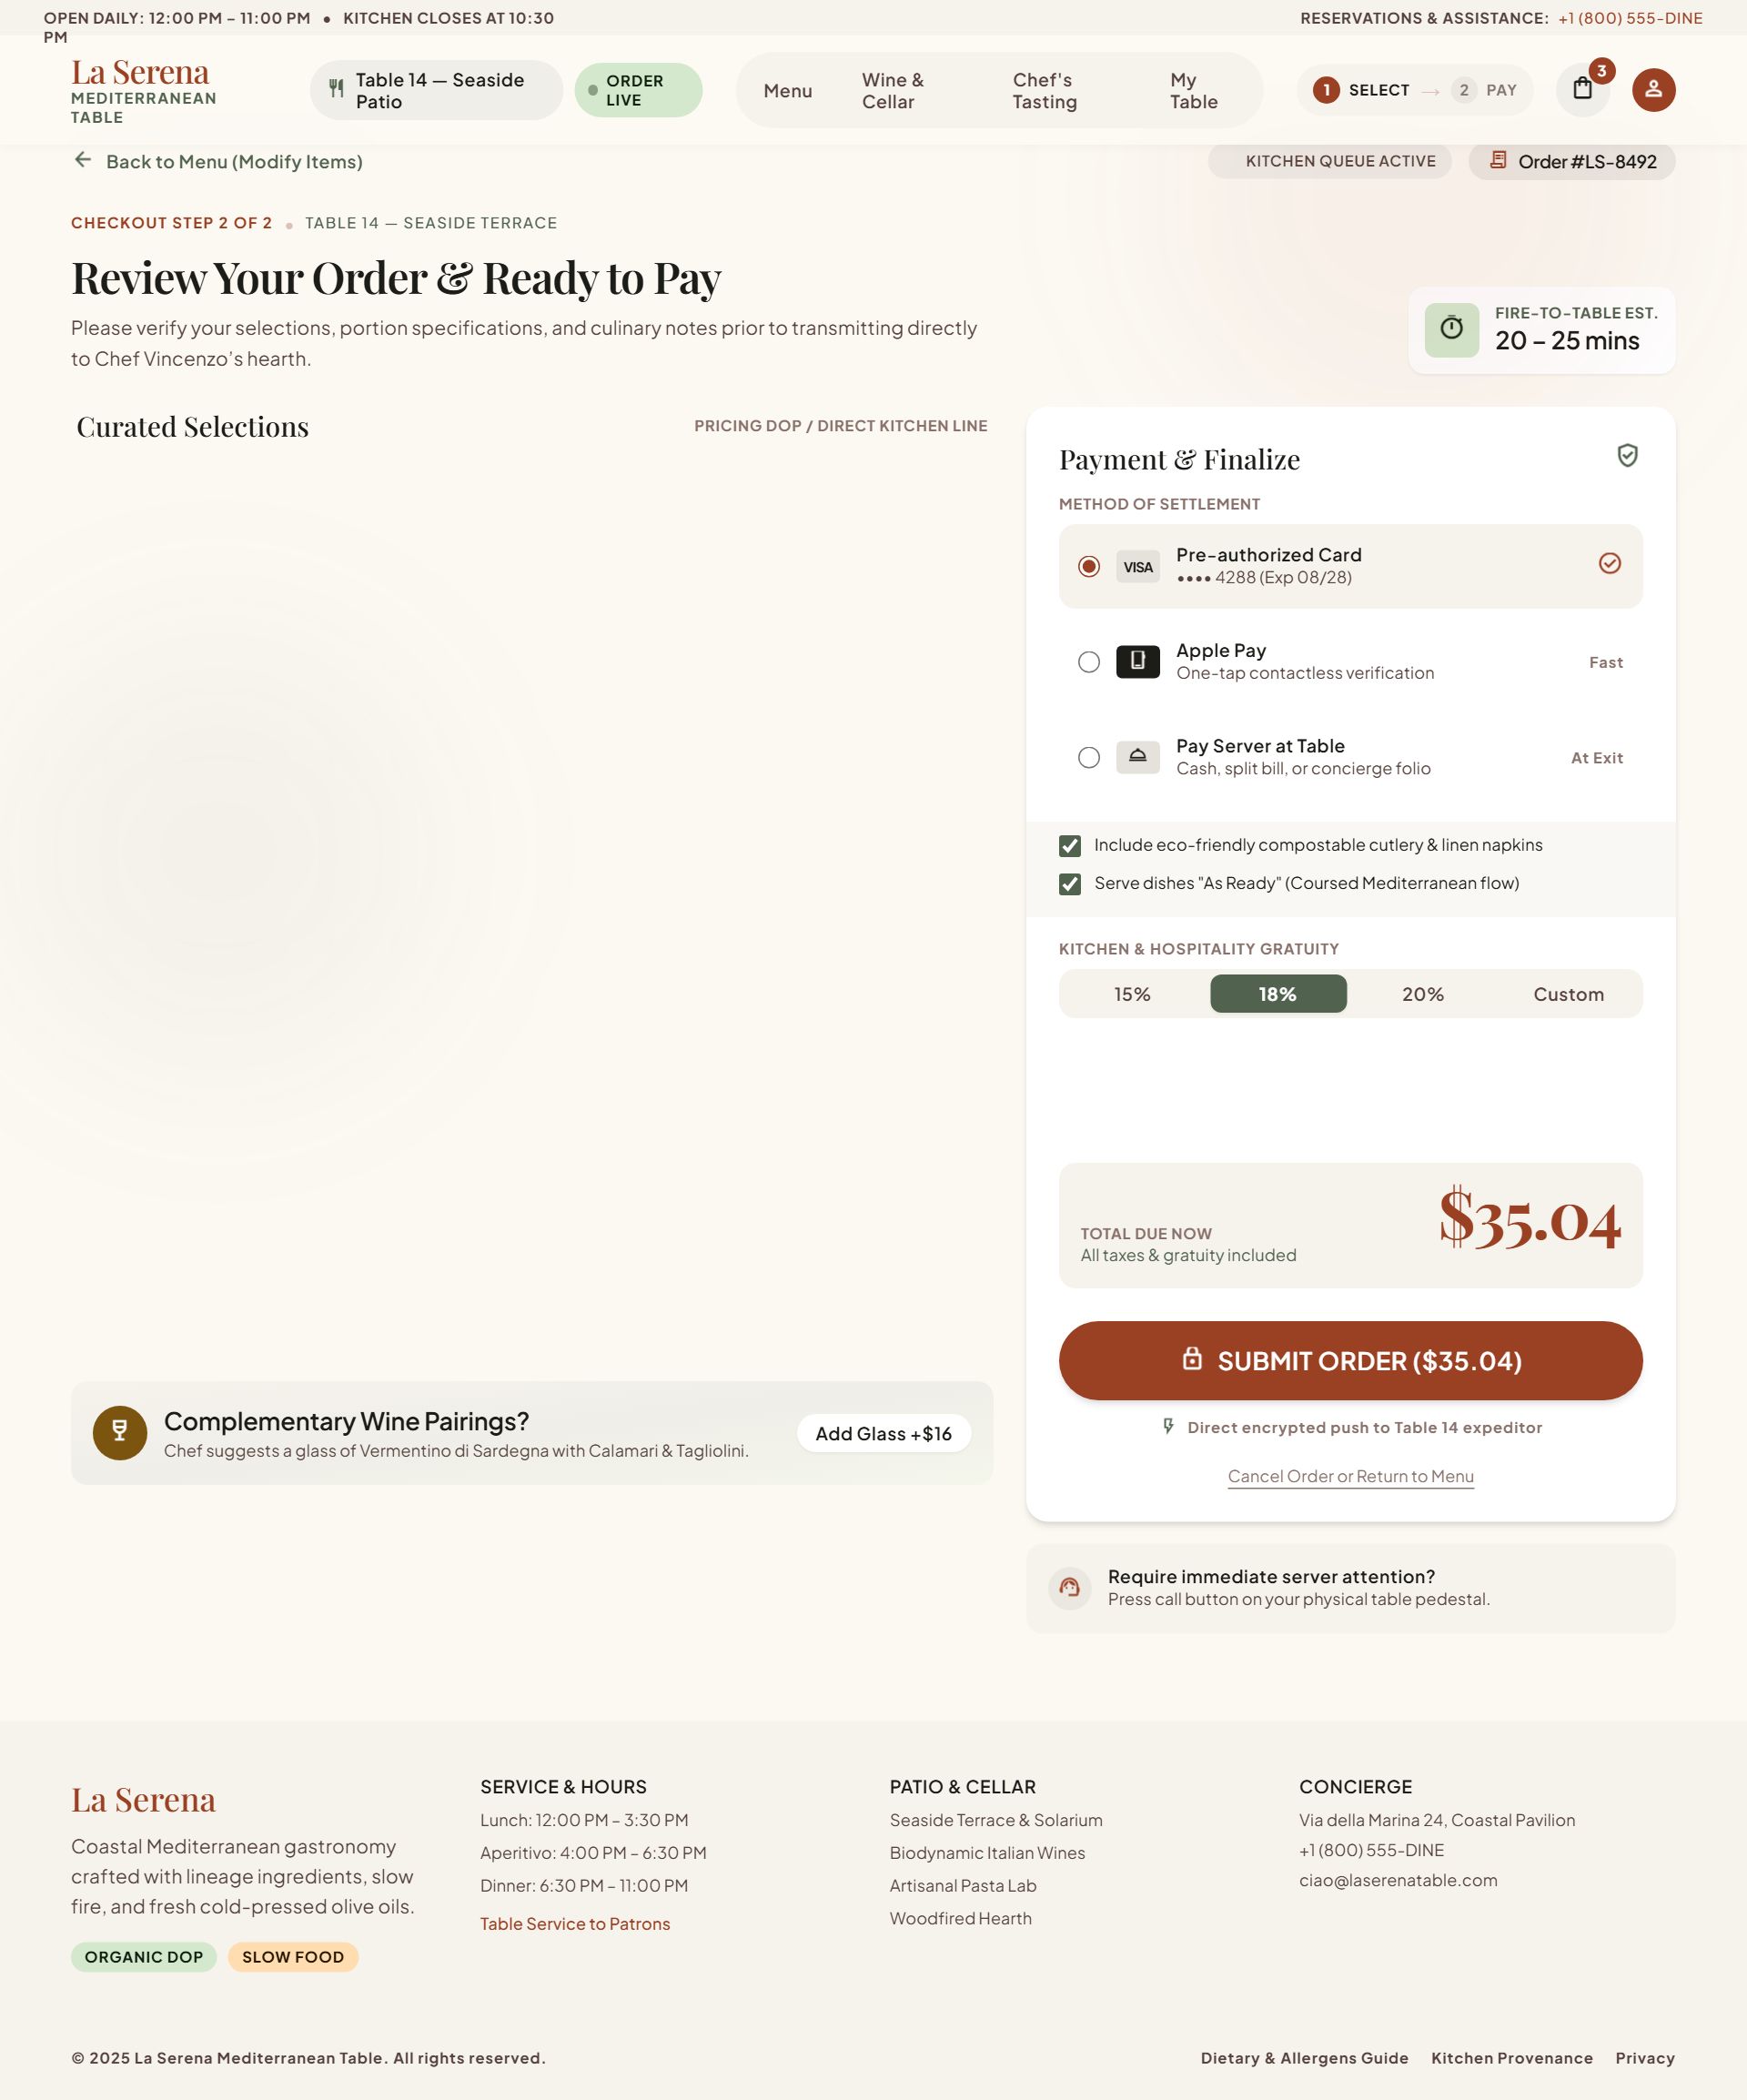 OPEN DAILY: 12:00 PM – 11:00 PM • KITCHEN CLOSES AT 10:30
PM
RESERVATIONS & ASSISTANCE: +1 (800) 555-DINE
La Serena
MEDITERRANEAN
TABLE
Table 14 — Seaside
Patio
ORDER
LIVE
Menu
Wine &
Cellar
Chef's
Tasting
My
Table
1 SELECT → 2 PAY
3
← Back to Menu (Modify Items)
KITCHEN QUEUE ACTIVE
Order #LS-8492
CHECKOUT STEP 2 OF 2 • TABLE 14 — SEASIDE TERRACE
Review Your Order & Ready to Pay
Please verify your selections, portion specifications, and culinary notes prior to transmitting directly
to Chef Vincenzo’s hearth.
FIRE-TO-TABLE EST.
20 – 25 mins
Curated Selections
PRICING DOP / DIRECT KITCHEN LINE
Payment & Finalize
METHOD OF SETTLEMENT
VISA
Pre-authorized Card
•••• 4288 (Exp 08/28)
Apple Pay
One-tap contactless verification
Fast
Pay Server at Table
Cash, split bill, or concierge folio
At Exit
Include eco-friendly compostable cutlery & linen napkins
Serve dishes "As Ready" (Coursed Mediterranean flow)
KITCHEN & HOSPITALITY GRATUITY
15% 18% 20% Custom
TOTAL DUE NOW
All taxes & gratuity included
$35.04
SUBMIT ORDER ($35.04)
Direct encrypted push to Table 14 expeditor
Cancel Order or Return to Menu
Complementary Wine Pairings?
Chef suggests a glass of Vermentino di Sardegna with Calamari & Tagliolini.
Add Glass +$16
Require immediate server attention?
Press call button on your physical table pedestal.
La Serena
Coastal Mediterranean gastronomy
crafted with lineage ingredients, slow
fire, and fresh cold-pressed olive oils.
ORGANIC DOP
SLOW FOOD
SERVICE & HOURS
Lunch: 12:00 PM – 3:30 PM
Aperitivo: 4:00 PM – 6:30 PM
Dinner: 6:30 PM – 11:00 PM
Table Service to Patrons
PATIO & CELLAR
Seaside Terrace & Solarium
Biodynamic Italian Wines
Artisanal Pasta Lab
Woodfired Hearth
CONCIERGE
Via della Marina 24, Coastal Pavilion
+1 (800) 555-DINE
ciao@laserenatable.com
© 2025 La Serena Mediterranean Table. All rights reserved.
Dietary & Allergens Guide
Kitchen Provenance
Privacy